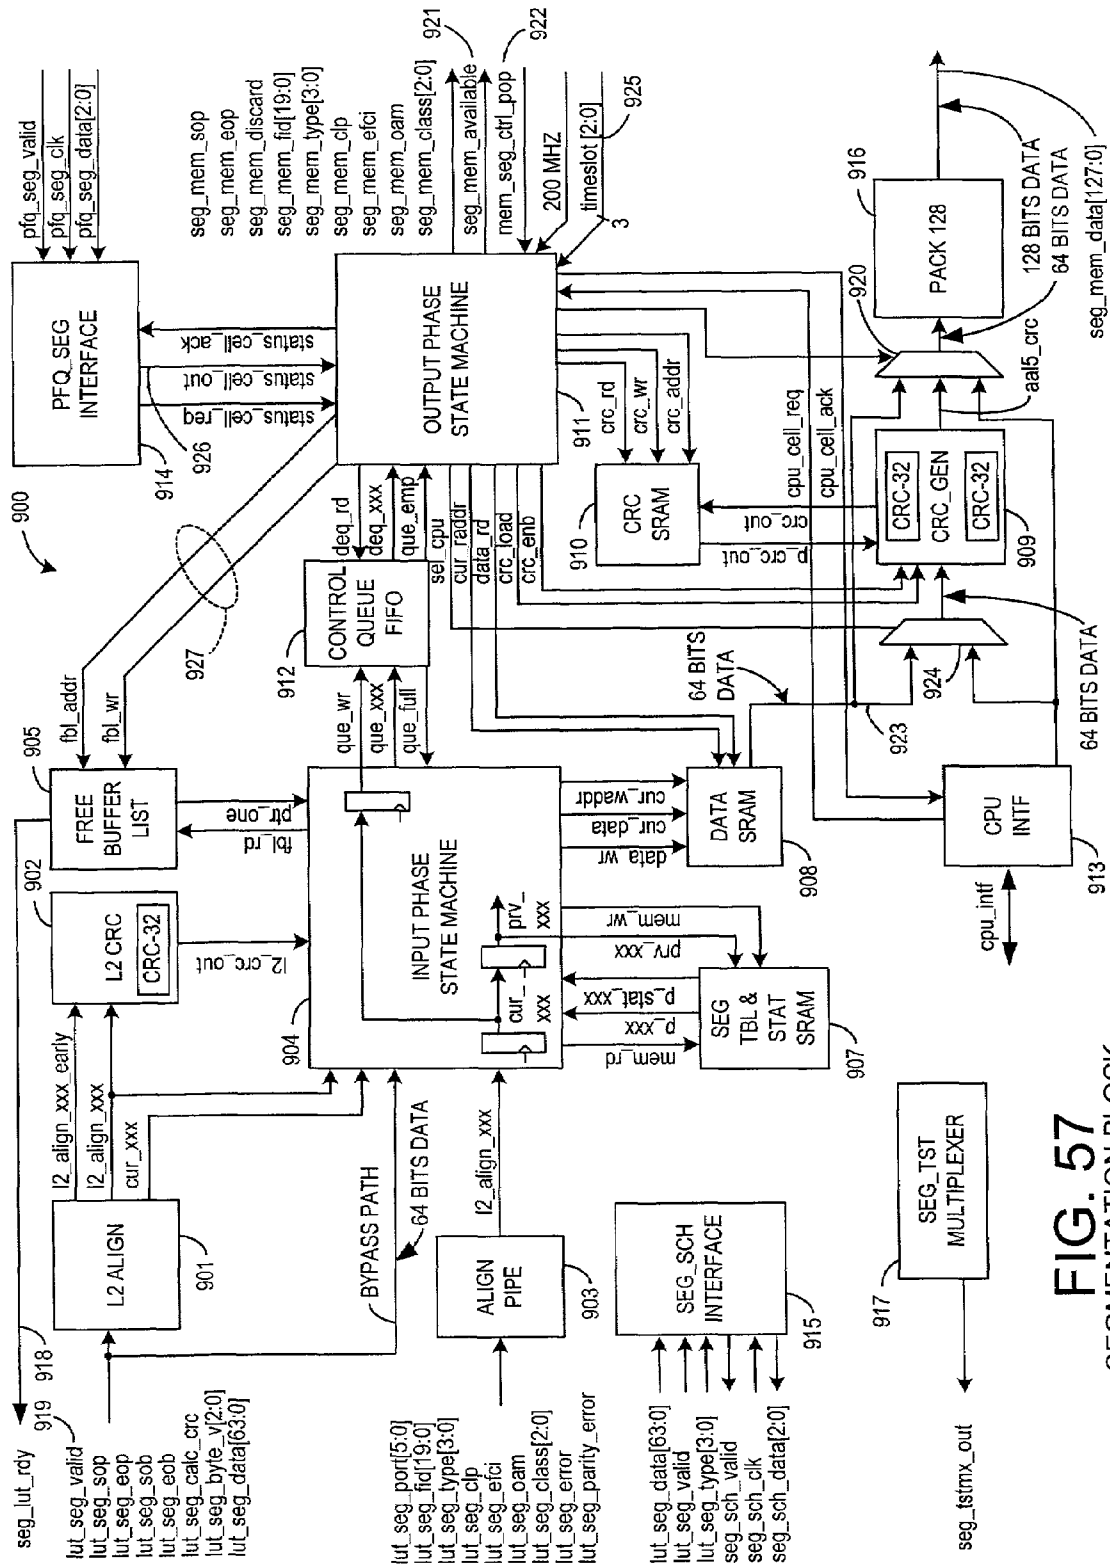 seg_lut_rdy
918
919
lut_seg_valid
lut_seg_sop
lut_seg_eop
lut_seg_sob
lut_seg_eob
lut_seg_calc_crc
lut_seg_byte_v[2:0]
lut_seg_data[63:0]
L2 ALIGN
901
l2_align_xxx_early
l2_align_xxx
cur_xxx
L2 CRC
CRC-32
902
l2_crc_out
FREE
BUFFER
LIST
905
fbl_addr
fbl_wr
fbl_rd
ptr_one
927
900
PFQ_SEG
INTERFACE
914
pfq_seg_valid
pfq_seg_clk
pfq_seg_data[2:0]
926
status_cell_req
status_cell_out
status_cell_ack
BYPASS PATH
64 BITS DATA
lut_seg_port[5:0]
lut_seg_fid[19:0]
lut_seg_type[3:0]
lut_seg_clp
lut_seg_efci
lut_seg_oam
lut_seg_class[2:0]
lut_seg_error
lut_seg_parity_error
ALIGN
PIPE
903
l2_align_xxx
904
INPUT PHASE
STATE MACHINE
cur_
xxx
prv_
xxx
que_wr
que_xxx
que_full
CONTROL
QUEUE
FIFO
912
deq_rd
deq_xxx
que_emp
sel_cpu
cur_raddr
data_rd
crc_load
crc_enb
OUTPUT PHASE
STATE MACHINE
911
seg_mem_sop
seg_mem_eop
seg_mem_discard
seg_mem_fid[19:0]
seg_mem_type[3:0]
seg_mem_clp
seg_mem_efci
seg_mem_oam
seg_mem_class[2:0]
921
seg_mem_available
922
mem_seg_ctrl_pop
200 MHZ
timeslot [2:0]
925
3
mem_rd
p_xxx
p_stat_xxx
prv_xxx
mem_wr
SEG
TBL &
STAT
SRAM
907
data_wr
cur_data
cur_waddr
DATA
SRAM
908
64 BITS
DATA
923
CRC
SRAM
910
crc_rd
crc_wr
crc_addr
p_crc_out
crc_out
cpu_cell_req
cpu_cell_ack
CRC-32
CRC_GEN
CRC-32
909
924
64 BITS DATA
aal5_crc
920
PACK 128
916
128 BITS DATA
64 BITS DATA
seg_mem_data[127:0]
CPU
INTF
913
cpu_intf
lut_seg_data[63:0]
lut_seg_valid
lut_seg_type[3:0]
seg_sch_valid
seg_sch_clk
seg_sch_data[2:0]
SEG_SCH
INTERFACE
915
SEG_TST
MULTIPLEXER
917
seg_tstmx_out
FIG. 57
SEGMENTATION BLOCK